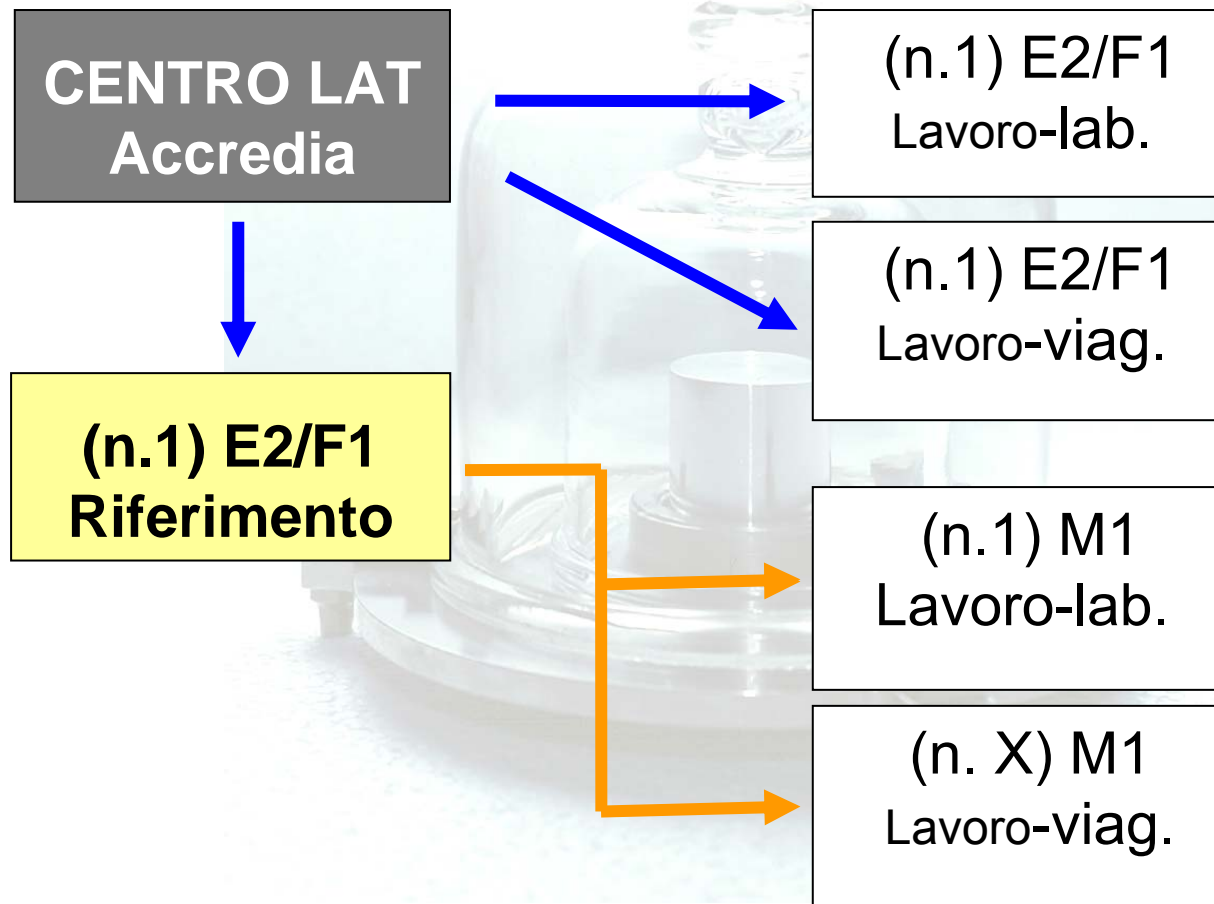 CENTRO LAT
Accredia
(n.1) E2/F1
Riferimento
(n.1) E2/F1
Lavoro-lab.
(n.1) E2/F1
Lavoro-viag.
(n.1) M1
Lavoro-lab.
(n. X) M1
Lavoro-viag.